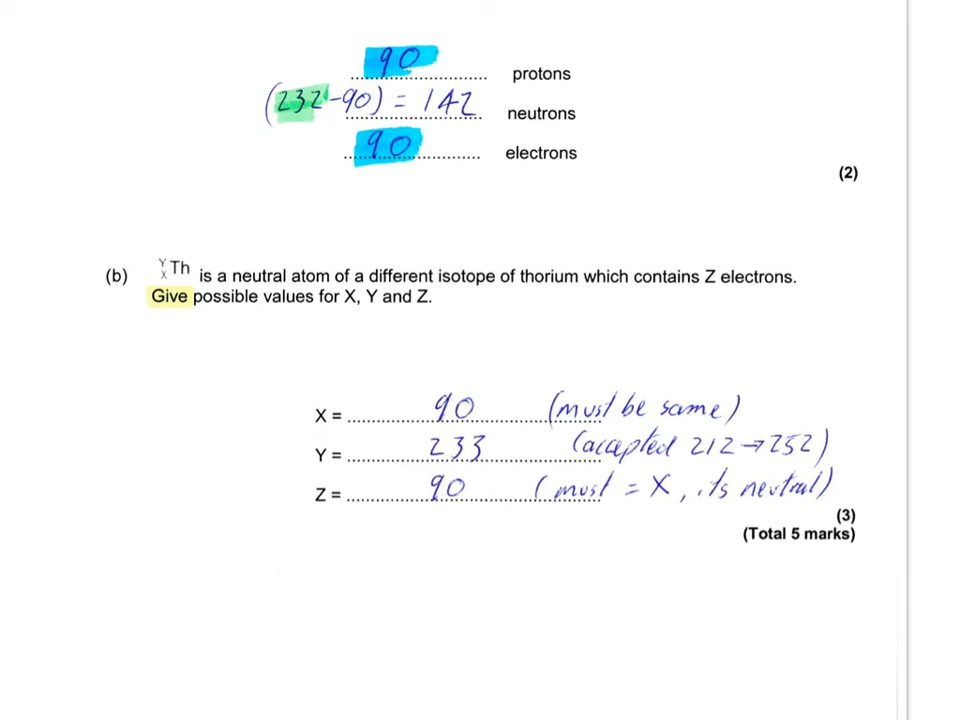 90 protons
(232-90) = 142 neutrons
90 electrons
(2)
(b) Y X Th is a neutral atom of a different isotope of thorium which contains Z electrons.
Give possible values for X, Y and Z.
X = 90 (must be same)
Y = 233 (accepted 212→252)
Z = 90 (must = X, its neutral)
(3)
(Total 5 marks)